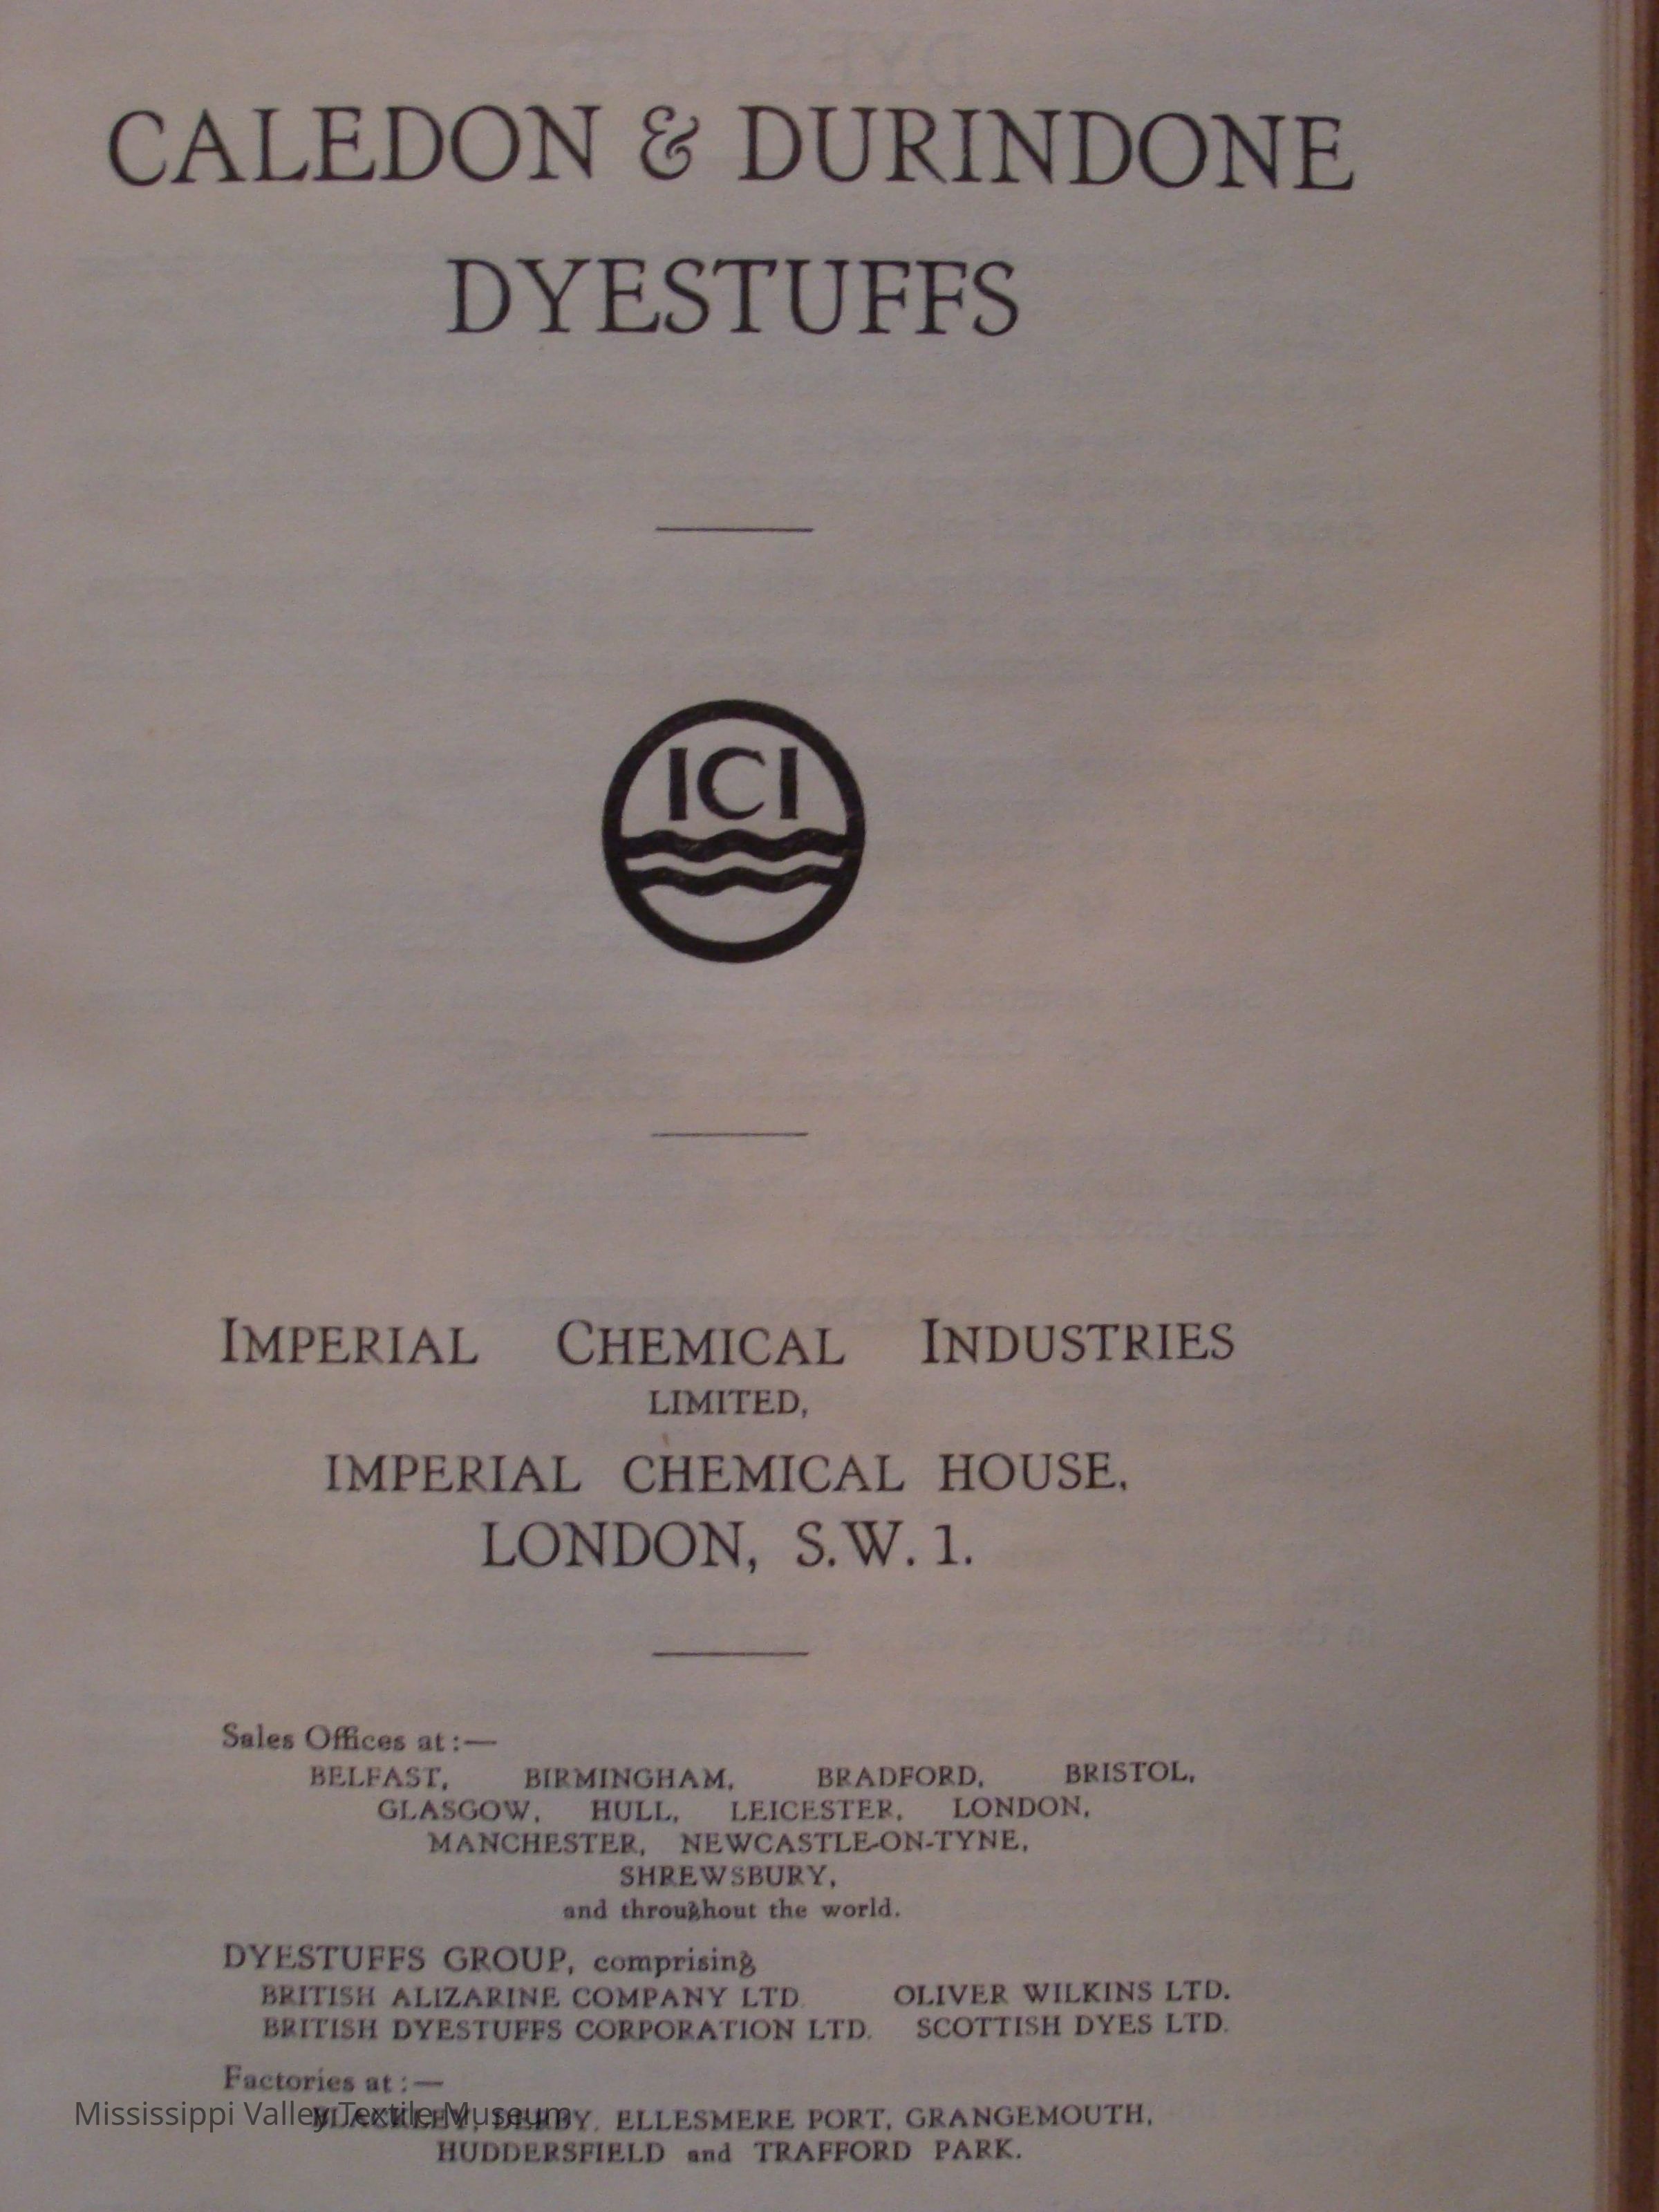 CALEDON & DURINDONE
DYESTUFFS
ICI
IMPERIAL CHEMICAL INDUSTRIES
LIMITED,
IMPERIAL CHEMICAL HOUSE,
LONDON, S.W. 1.
Sales Offices at :—
BELFAST, BIRMINGHAM, BRADFORD, BRISTOL,
GLASGOW, HULL, LEICESTER, LONDON,
MANCHESTER, NEWCASTLE-ON-TYNE,
SHREWSBURY,
and throughout the world.
DYESTUFFS GROUP, comprising
BRITISH ALIZARINE COMPANY LTD. OLIVER WILKINS LTD.
BRITISH DYESTUFFS CORPORATION LTD. SCOTTISH DYES LTD.
Factories at :—
BLACKLEY, DERBY, ELLESMERE PORT, GRANGEMOUTH,
HUDDERSFIELD and TRAFFORD PARK.
Mississippi Valley Textile Museum